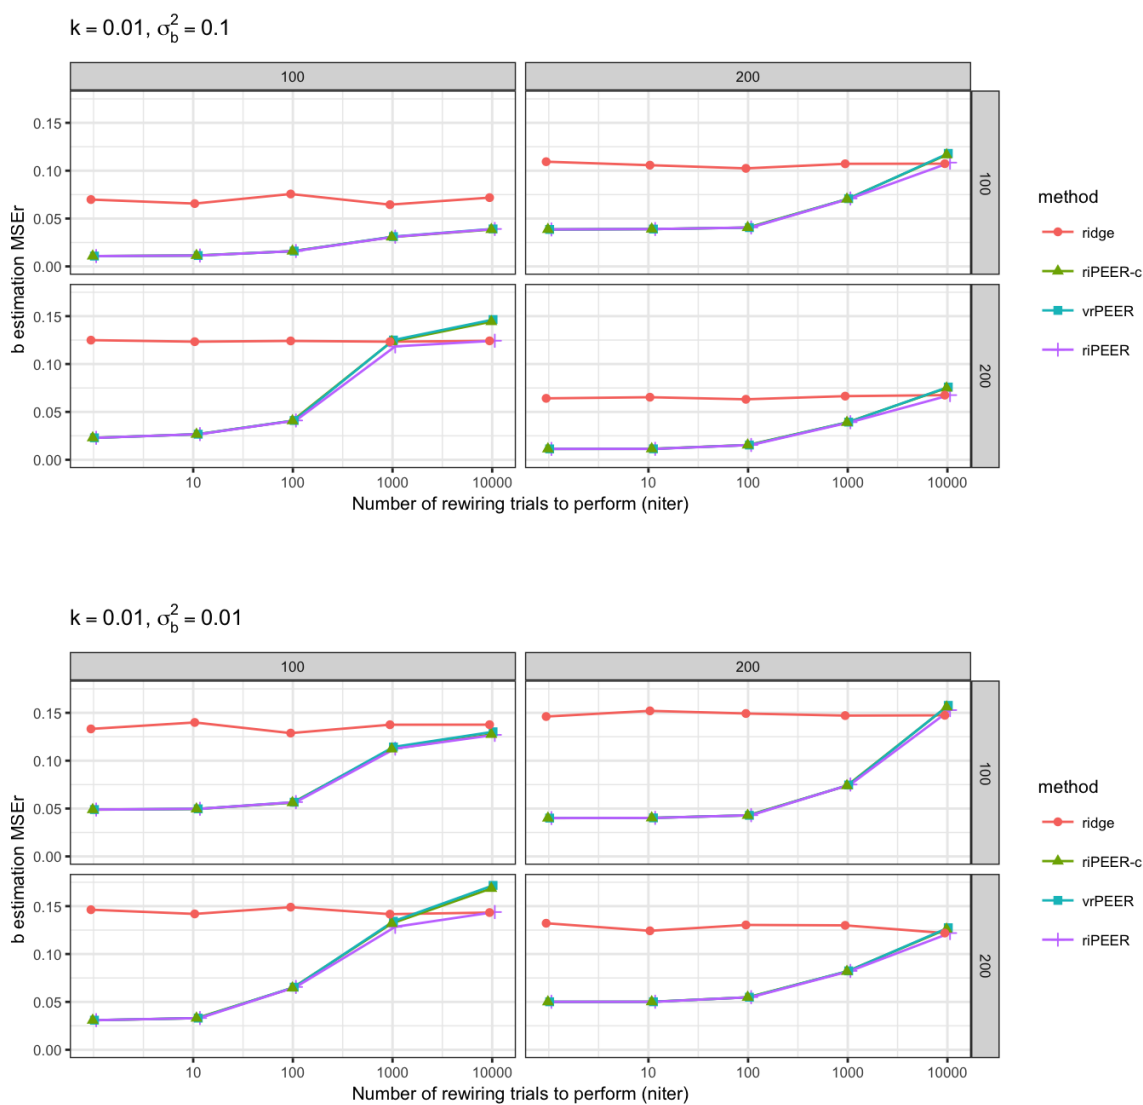 k = 0.01, σ_b^2 = 0.1
100
200
0.15
0.10
0.05
0.00
100
0.15
0.10
0.05
0.00
200
b estimation MSEr
10 100 1000 10000
10 100 1000 10000
Number of rewiring trials to perform (niter)
method
ridge
riPEER-c
vrPEER
riPEER
k = 0.01, σ_b^2 = 0.01
100
200
0.15
0.10
0.05
0.00
100
0.15
0.10
0.05
0.00
200
b estimation MSEr
10 100 1000 10000
10 100 1000 10000
Number of rewiring trials to perform (niter)
method
ridge
riPEER-c
vrPEER
riPEER